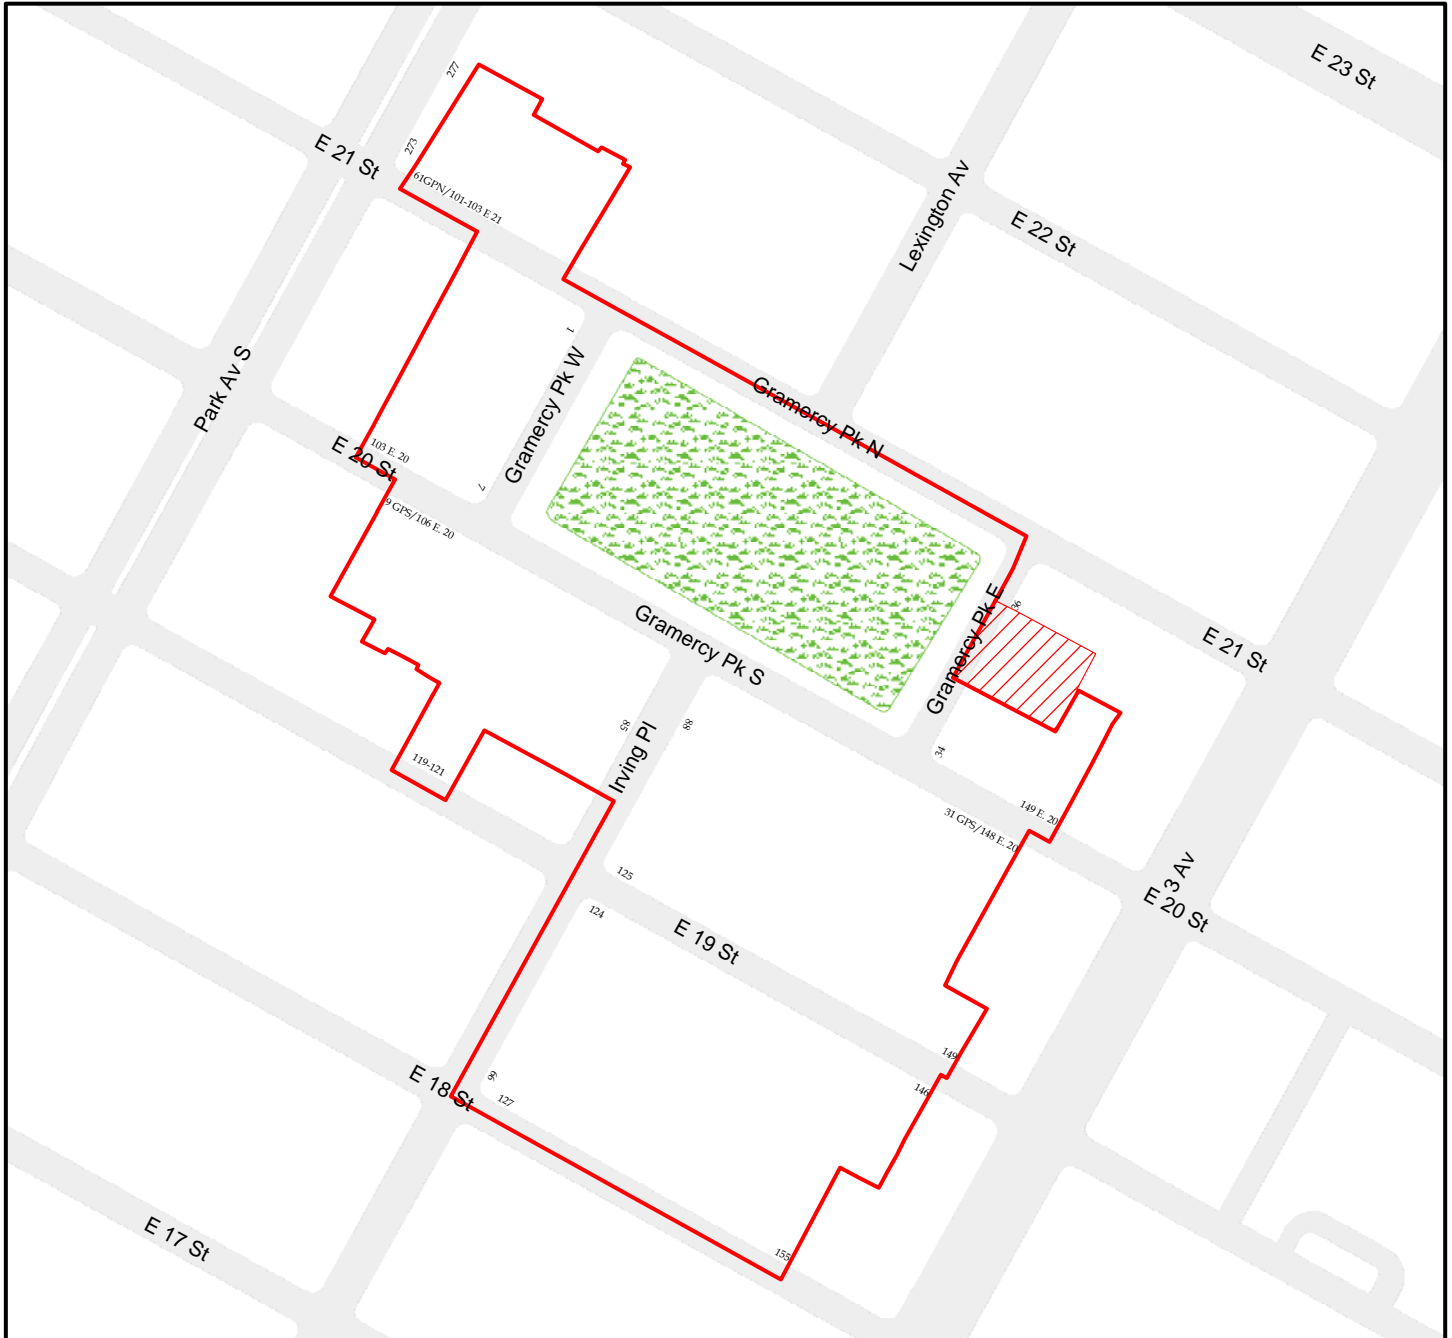 E 23 St
277
273
E 21 St
61GPN/101-103 E 21
Lexington Av
E 22 St
1
Gramercy Pk W
Park Av S
Gramercy Pk N
103 E. 20
E 20 St
7
9 GPS/106 E. 20
Gramercy Pk E
36
Gramercy Pk S
E 21 St
85
88
Irving Pl
34
119-121
149 E. 20
31 GPS/148 E. 20
125
3 Av
E 20 St
124
E 19 St
149
146
66
127
E 18 St
E 17 St
155